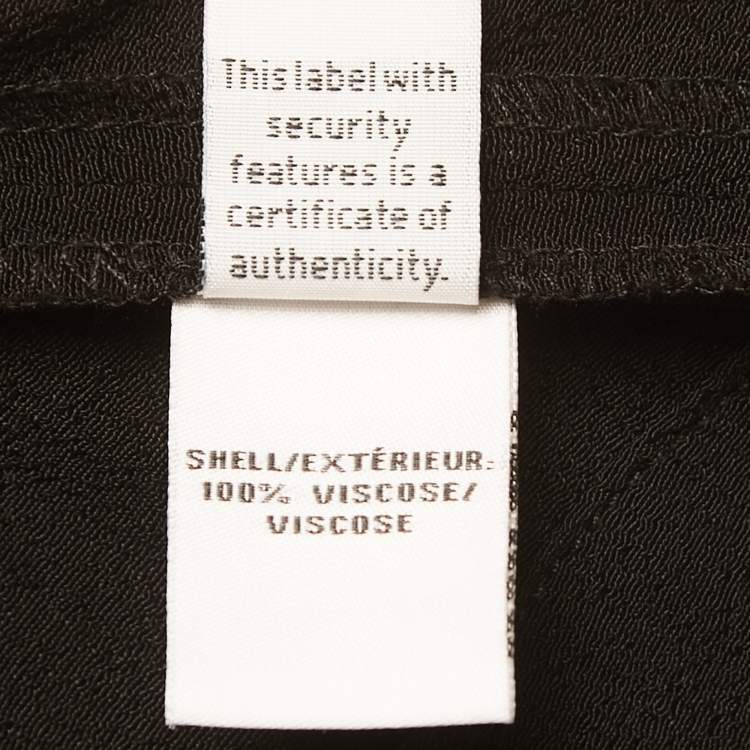 This label with
security
features is a
certificate of
authenticity.
SHELL/EXTÉRIEUR:
100% VISCOSE/
VISCOSE